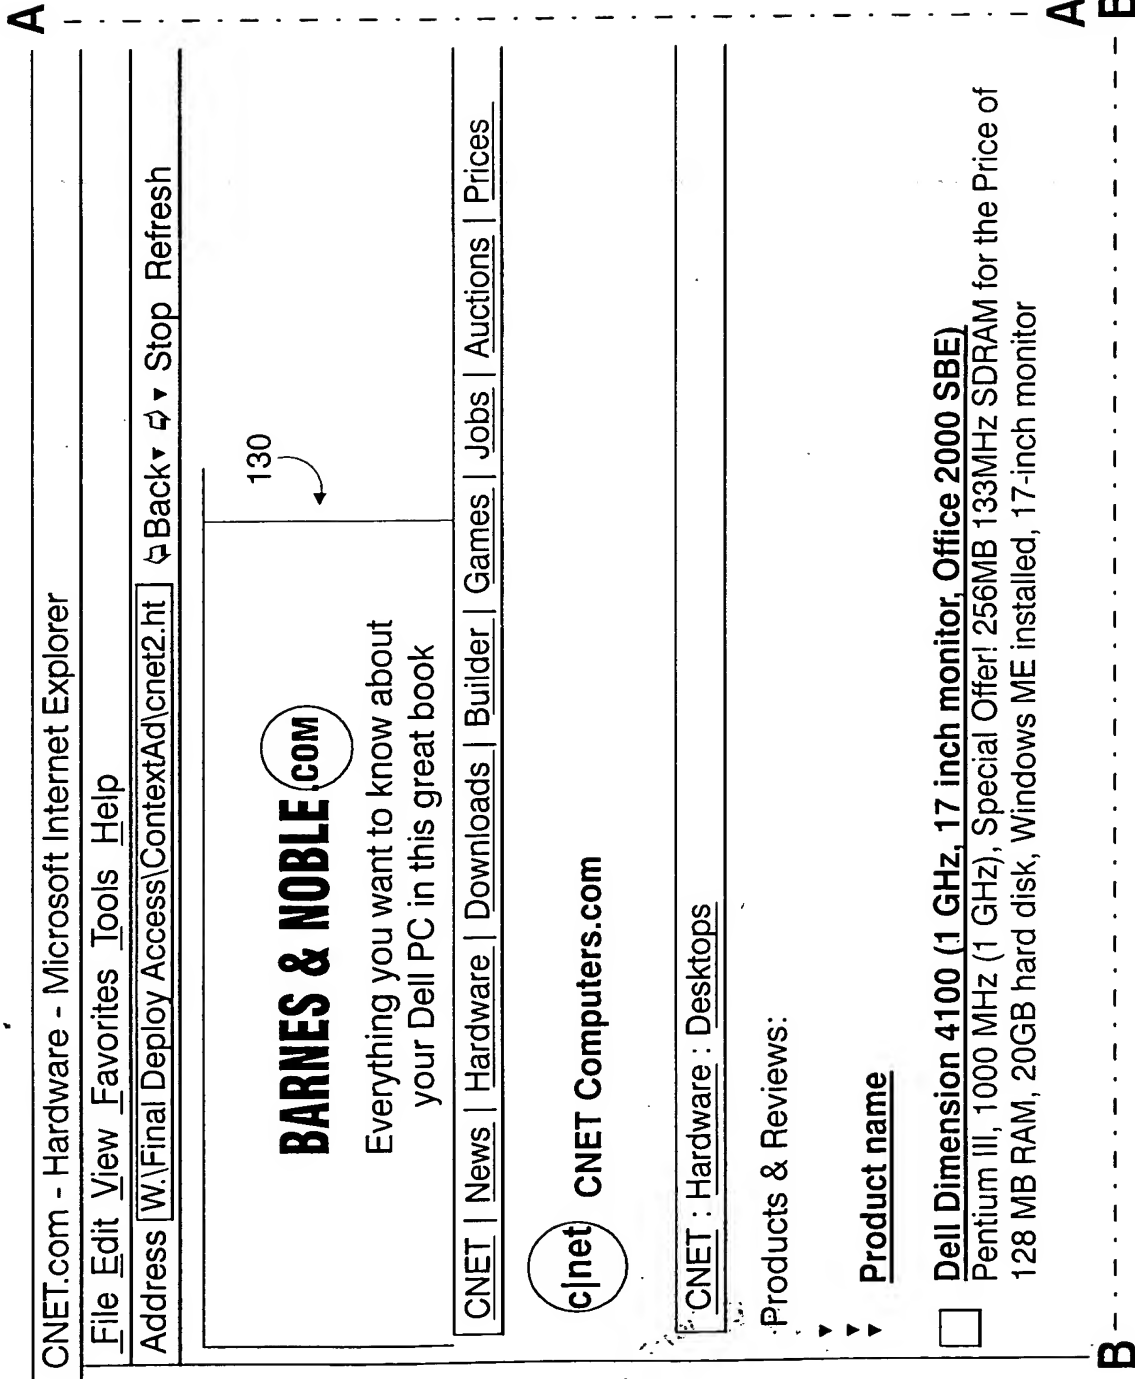 A
CNET.com - Hardware - Microsoft Internet Explorer
File Edit View Favorites Tools Help
Address W.\Final Deploy Access\ContextAd\cnet2.ht Back Stop Refresh
130
BARNES & NOBLE.COM
Everything you want to know about
your Dell PC in this great book
CNET | News | Hardware | Downloads | Builder | Games | Jobs | Auctions | Prices
c|net CNET Computers.com
CNET : Hardware : Desktops
Products & Reviews:
Product name
Dell Dimension 4100 (1 GHz, 17 inch monitor, Office 2000 SBE)
Pentium III, 1000 MHz (1 GHz), Special Offer! 256MB 133MHz SDRAM for the Price of
128 MB RAM, 20GB hard disk, Windows ME installed, 17-inch monitor
A
B
B